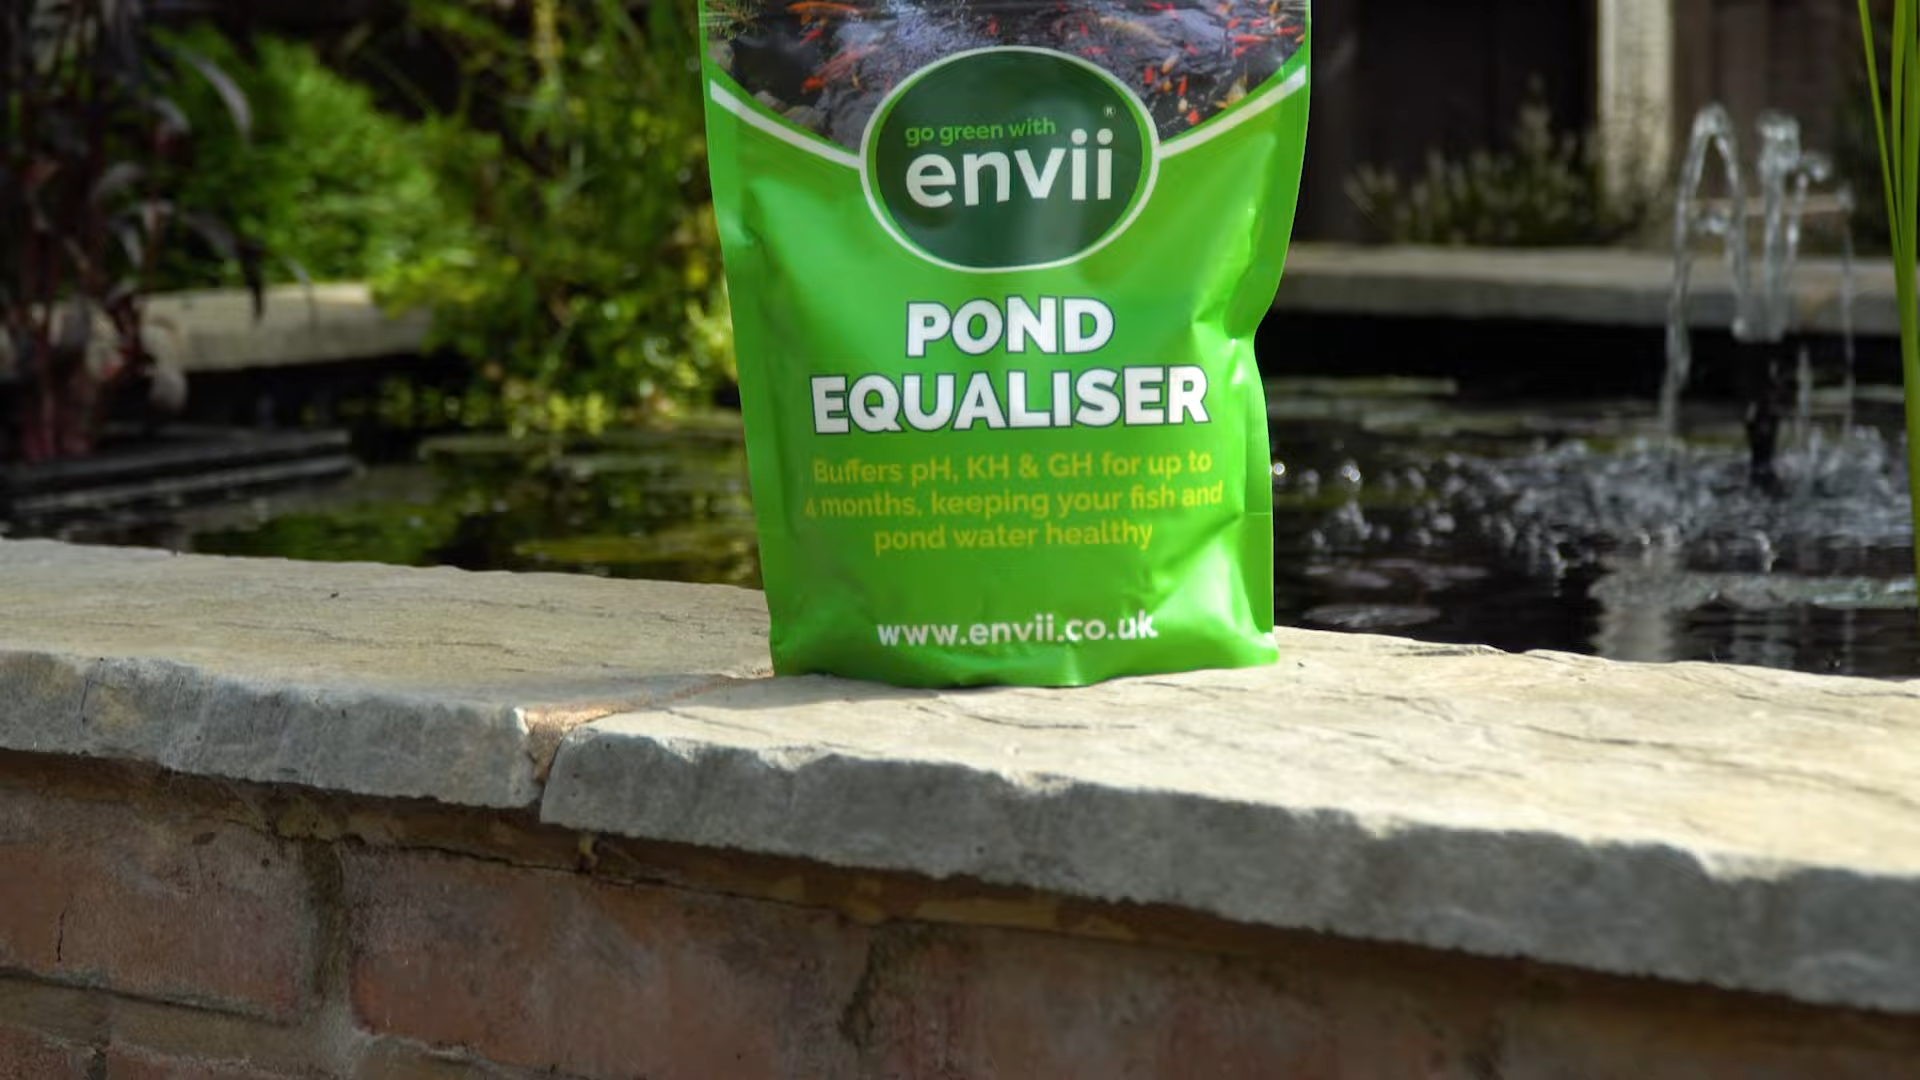 go green with
envii®
POND
EQUALISER
Buffers pH, KH & GH for up to
4 months, keeping your fish and
pond water healthy
www.envii.co.uk